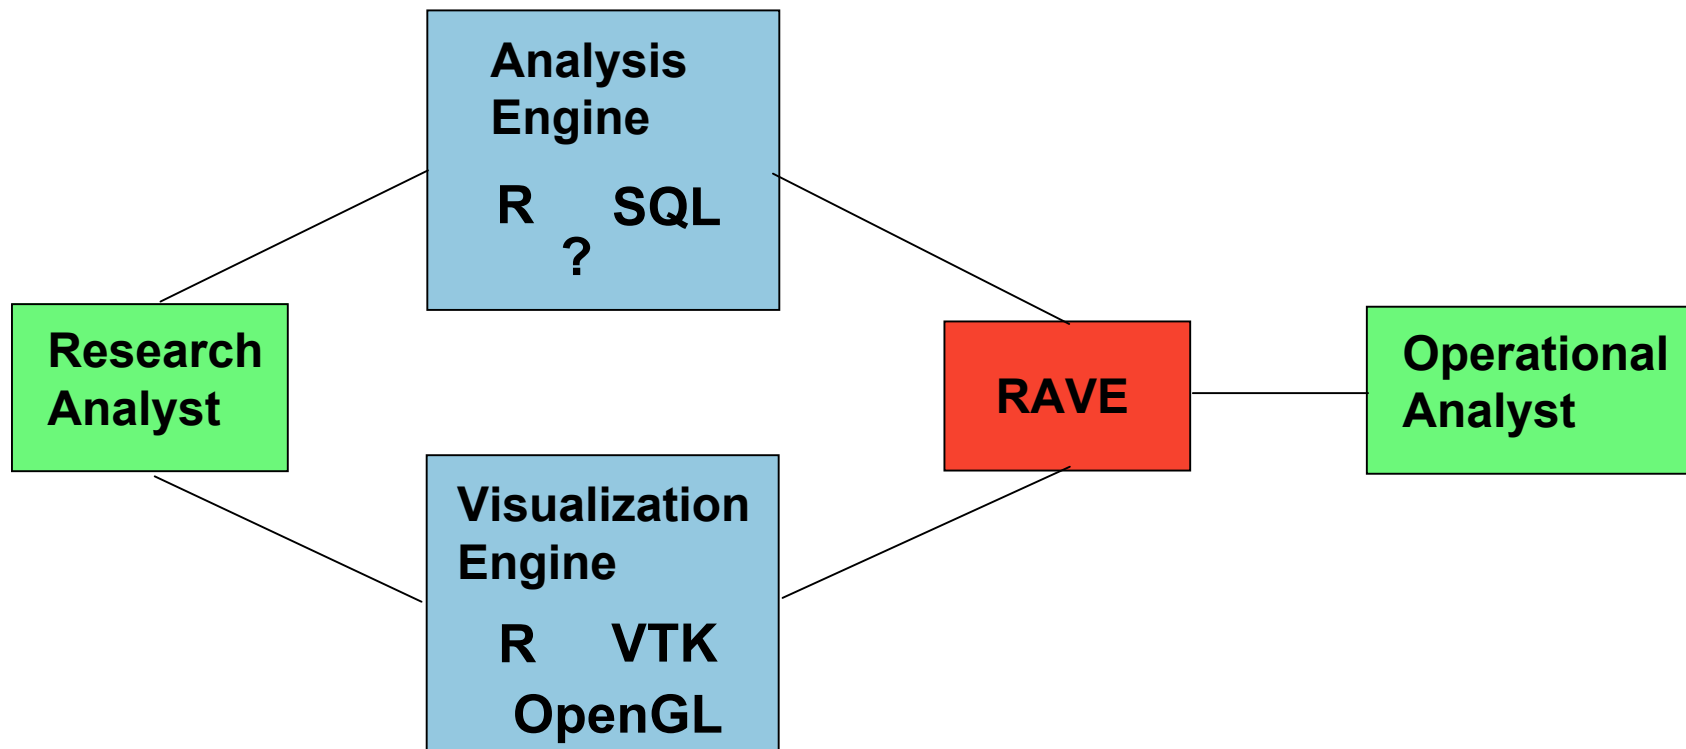 Analysis
Engine
R SQL
?
Research
Analyst
RAVE
Operational
Analyst
Visualization
Engine
R VTK
OpenGL